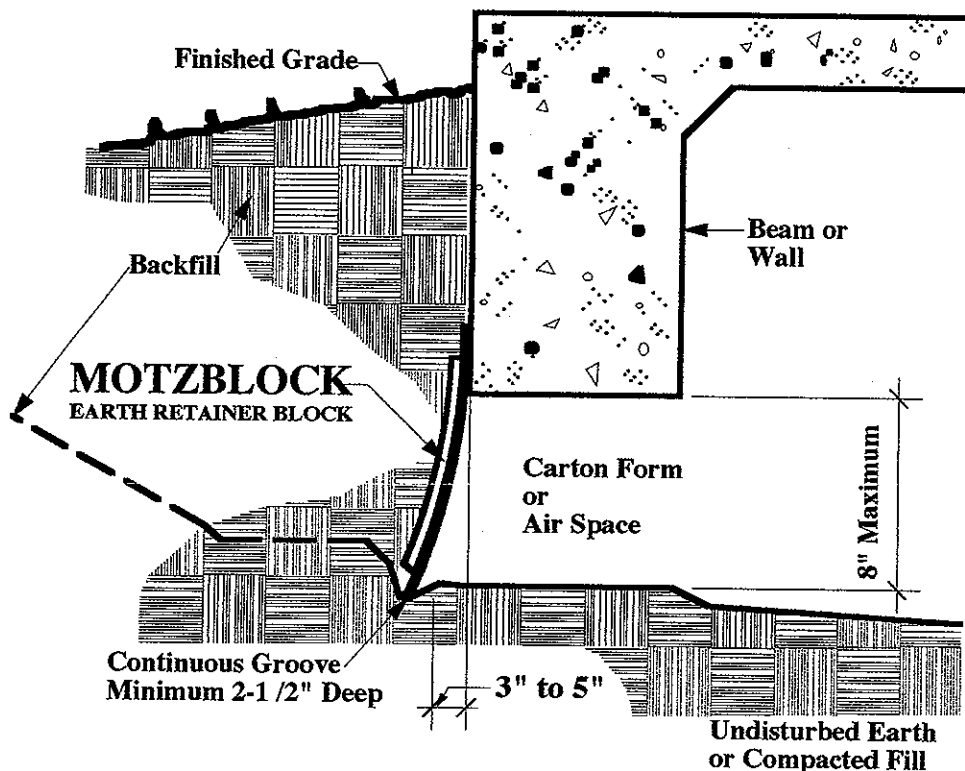 Finished Grade
Beam or
Wall
Backfill
MOTZBLOCK
EARTH RETAINER BLOCK
Carton Form
or
Air Space
8" Maximum
Continuous Groove
Minimum 2-1 /2" Deep
3" to 5"
Undisturbed Earth
or Compacted Fill